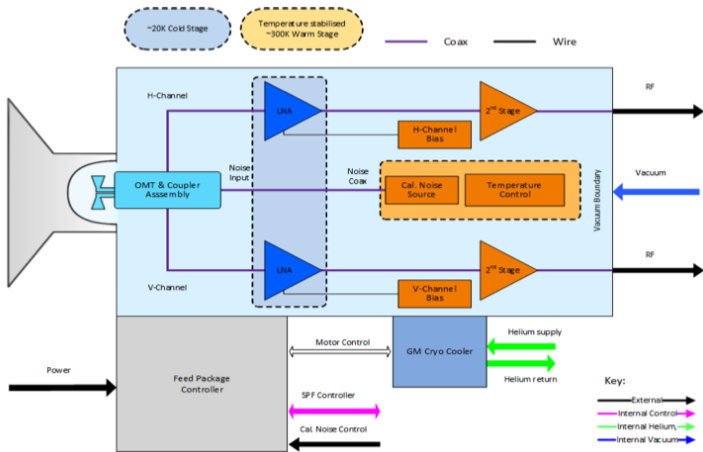 ~20K Cold Stage
Temperature stabilised
~300K Warm Stage
Coax
Wire
H-Channel
LNA
2nd Stage
RF
H-Channel
Bias
Noise
Input
Noise
Coax
OMT & Coupler
Asssembly
Cal. Noise
Source
Temperature
Control
Vacuum Boundary
Vacuum
LNA
2nd Stage
RF
V-Channel
V-Channel
Bias
Power
Feed Package
Controller
Motor Control
GM Cryo Cooler
Helium supply
Helium return
SPF Controller
Cal. Noise Control
Key:
External
Internal Control
Internal Helium,
Internal Vacuum